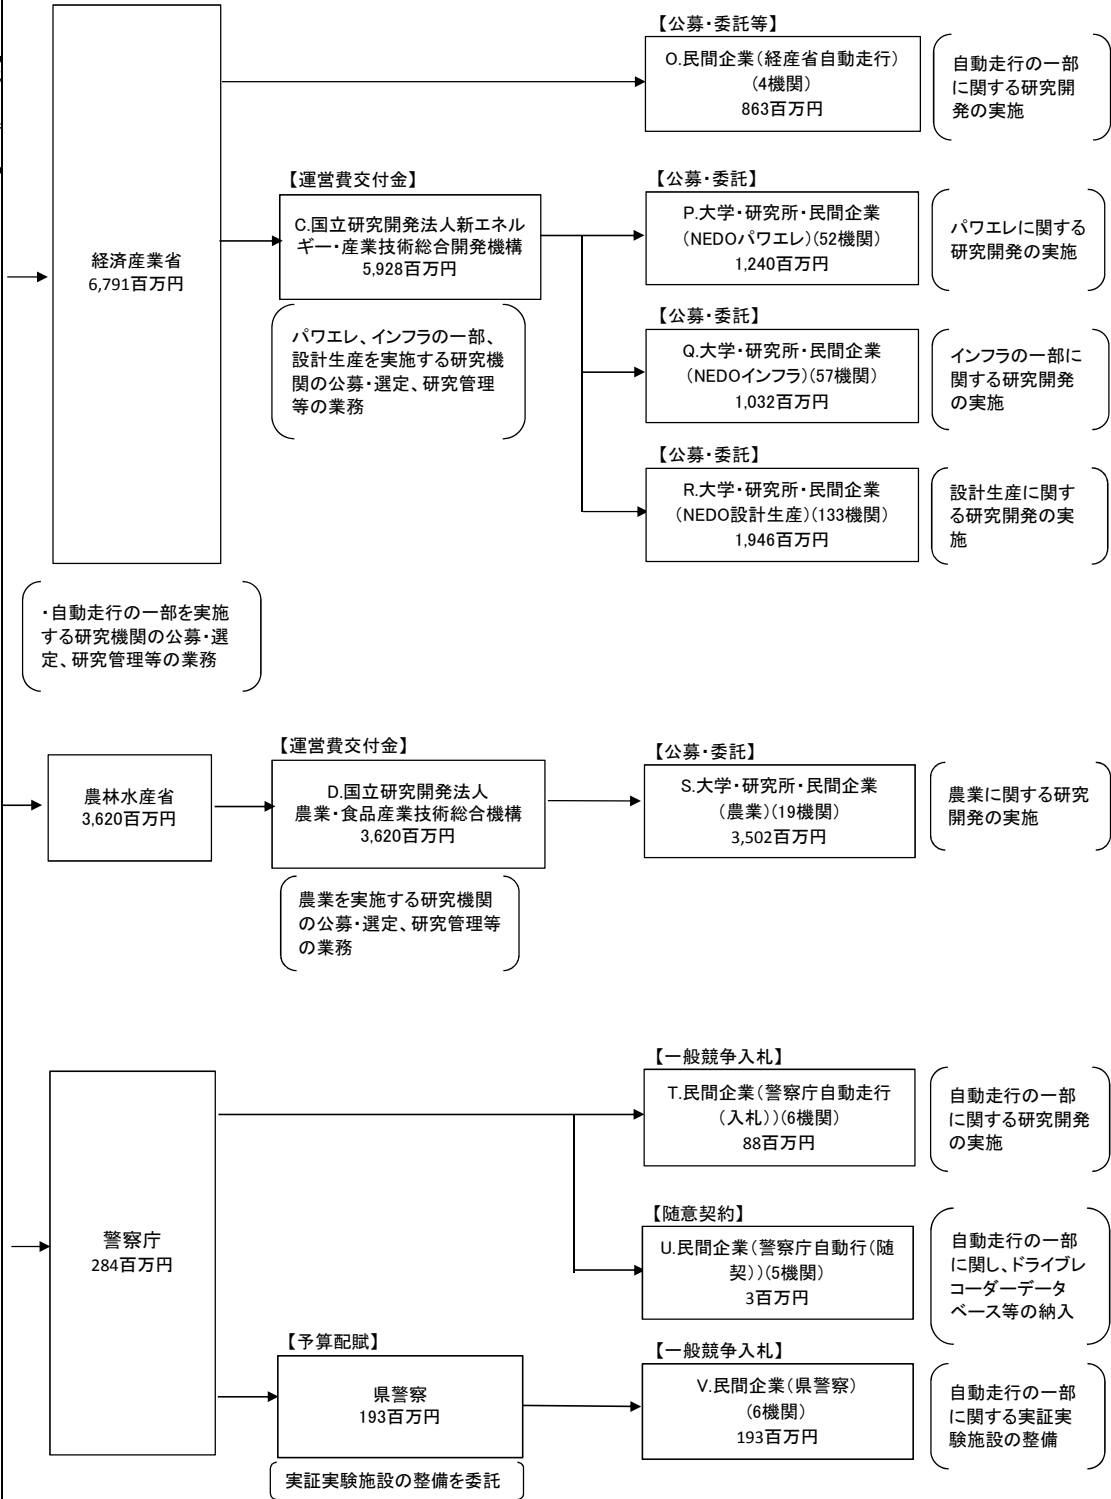 【公募・委託等】
O.民間企業(経産省自動走行)
(4機関)
863百万円
自動走行の一部
に関する研究開
発の実施
【運営費交付金】
C.国立研究開発法人新エネル
ギー・産業技術総合開発機構
5,928百万円
経済産業省
6,791百万円
パワエレ、インフラの一部、
設計生産を実施する研究機
関の公募・選定、研究管理
等の業務
【公募・委託】
P.大学・研究所・民間企業
(NEDOパワエレ)(52機関)
1,240百万円
パワエレに関する
研究開発の実施
【公募・委託】
Q.大学・研究所・民間企業
(NEDOインフラ)(57機関)
1,032百万円
インフラの一部に
関する研究開発
の実施
【公募・委託】
R.大学・研究所・民間企業
(NEDO設計生産)(133機関)
1,946百万円
設計生産に関す
る研究開発の実
施
・自動走行の一部を実施
する研究機関の公募・選
定、研究管理等の業務
農林水産省
3,620百万円
【運営費交付金】
D.国立研究開発法人
農業・食品産業技術総合機構
3,620百万円
農業を実施する研究機関
の公募・選定、研究管理等
の業務
【公募・委託】
S.大学・研究所・民間企業
(農業)(19機関)
3,502百万円
農業に関する研究
開発の実施
警察庁
284百万円
【一般競争入札】
T.民間企業(警察庁自動走行
(入札))(6機関)
88百万円
自動走行の一部
に関する研究開発
の実施
【随意契約】
U.民間企業(警察庁自動行(随
契))(5機関)
3百万円
自動走行の一部
に関し、ドライブレ
コーダーデータ
ベース等の納入
【予算配賦】
県警察
193百万円
実証実験施設の整備を委託
【一般競争入札】
V.民間企業(県警察)
(6機関)
193百万円
自動走行の一部
に関する実証実
験施設の整備